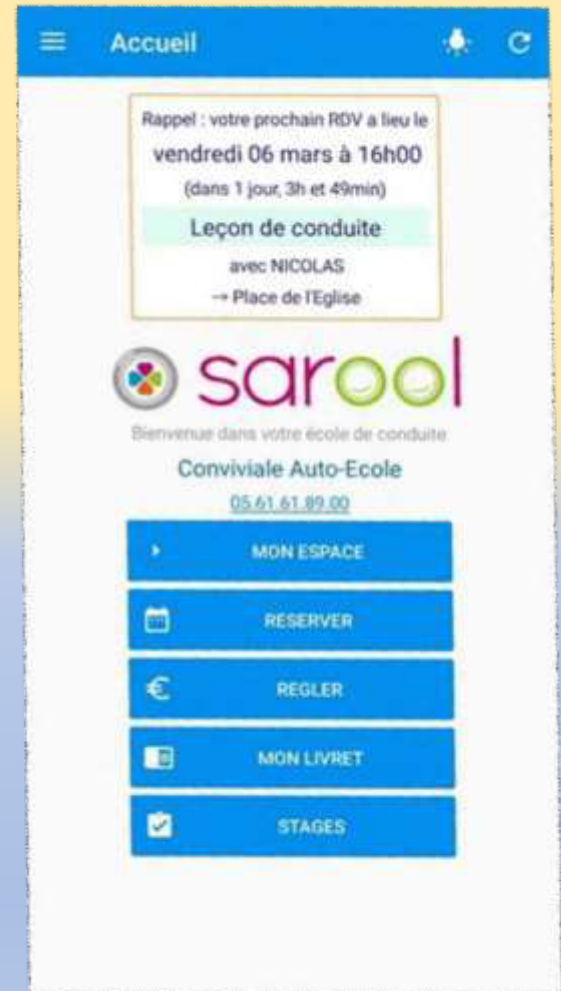 Accueil
Rappel : votre prochain RDV a lieu le
vendredi 06 mars à 16h00
(dans 1 jour, 3h et 49min)
Leçon de conduite
avec NICOLAS
→ Place de l'Eglise
sarool
Bienvenue dans votre école de conduite
Conviviale Auto-Ecole
05.61.61.89.00
MON ESPACE
RESERVER
€ REGLER
MON LIVRET
STAGES